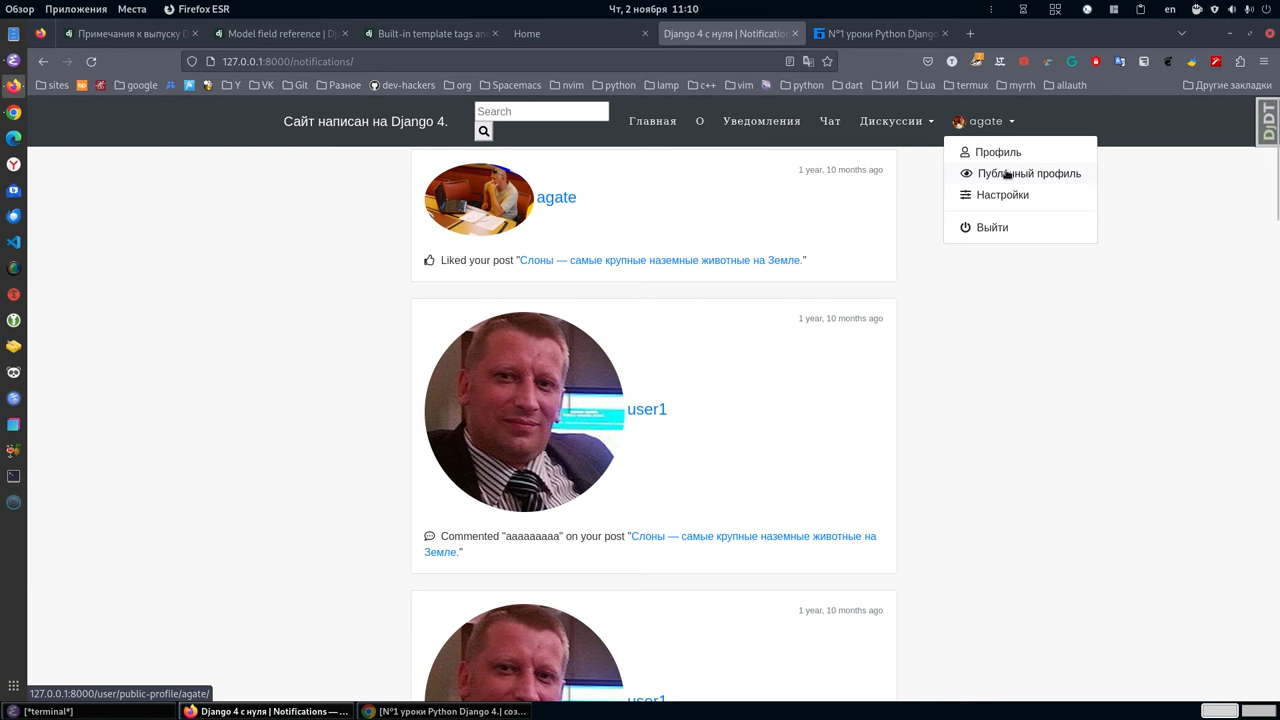 Обзор Приложения Места Firefox ESR Чт, 2 ноября 11:10 en
Примечания к выпуску D
Model field reference | Dj
Built-in template tags and
Home
Django 4 с нуля | Notification
№1 уроки Python Django
127.0.0.1:8000/notifications/
sites bp google Y VK Git Разное dev-hackers org Spacemacs python lamp c++ vim python dart ИИ Lua termux myrrh allauth Другие закладки
Сайт написан на Django 4.
Search
Главная О Уведомления Чат Дискуссии agate
DjDT
Профиль
Публичный профиль
Настройки
Выйти
1 year, 10 months ago
agate
Liked your post "Слоны — самые крупные наземные животные на Земле."
1 year, 10 months ago
user1
Commented "aaaaaaaaa" on your post "Слоны — самые крупные наземные животные на
Земле."
1 year, 10 months ago
user1
127.0.0.1:8000/user/public-profile/agate/
[*terminal*]
Django 4 с нуля | Notifications — ...
[№1 уроки Python Django 4.| соз...